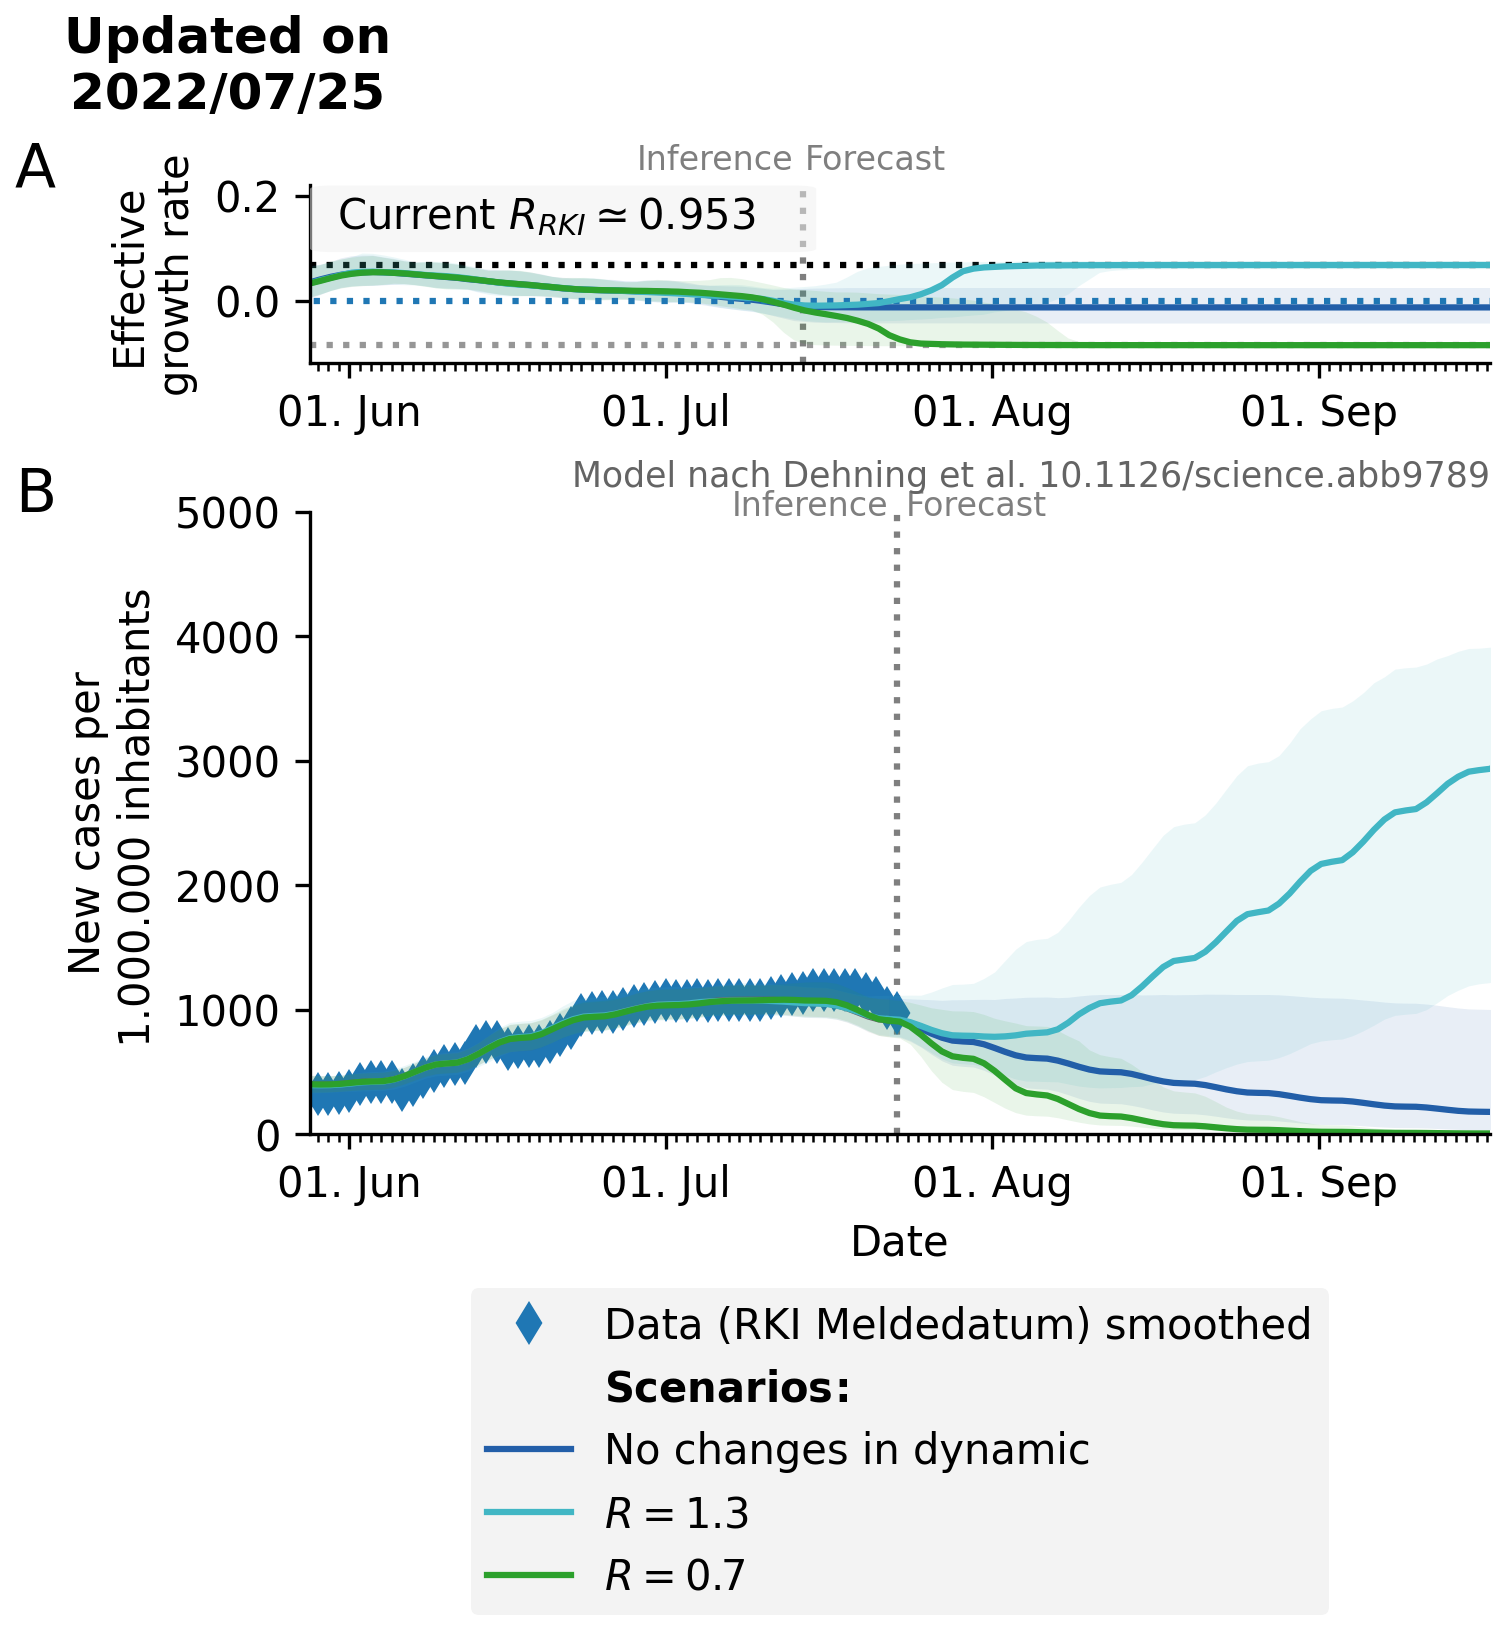 Updated on
2022/07/25
A
Inference Forecast
Effective
growth rate
0.2
0.0
Current R_RKI ≃ 0.953
01. Jun
01. Jul
01. Aug
01. Sep
B
Model nach Dehning et al. 10.1126/science.abb9789
Inference Forecast
New cases per
1.000.000 inhabitants
5000
4000
3000
2000
1000
0
01. Jun
01. Jul
01. Aug
01. Sep
Date
Data (RKI Meldedatum) smoothed
Scenarios:
No changes in dynamic
R = 1.3
R = 0.7